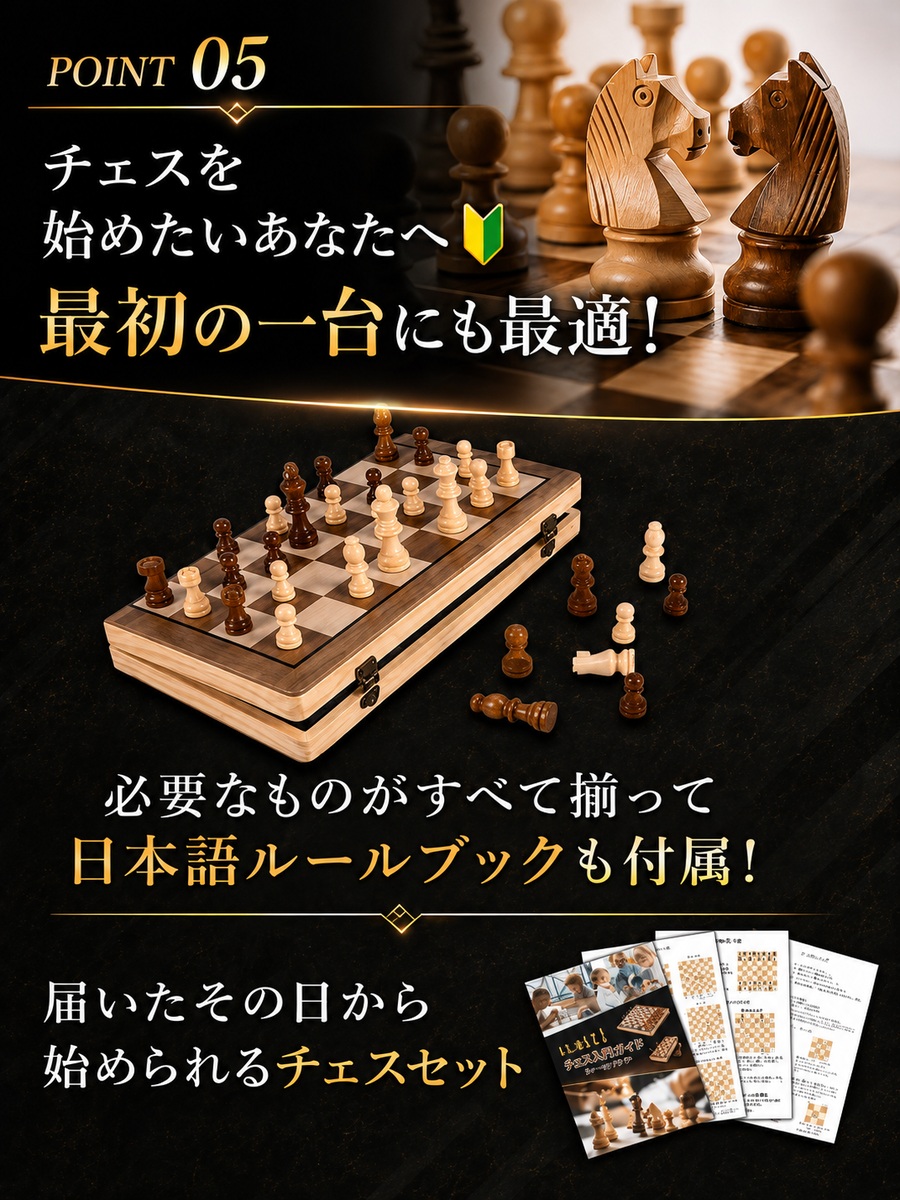 POINT 05
チェスを
始めたいあなたへ
最初の一台にも最適！
必要なものがすべて揃って
日本語ルールブックも付属！
届いたその日から
始められるチェスセット
チェス入門ガイド